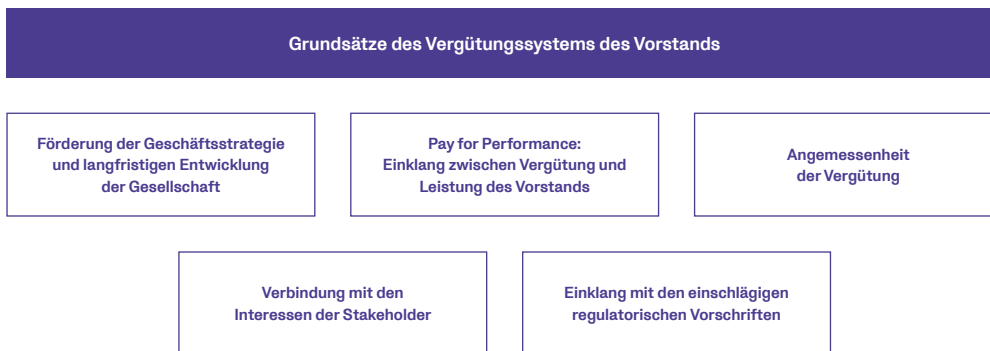 Grundsätze des Vergütungssystems des Vorstands
Förderung der Geschäftsstrategie
und langfristigen Entwicklung
der Gesellschaft
Pay for Performance:
Einklang zwischen Vergütung und
Leistung des Vorstands
Angemessenheit
der Vergütung
Verbindung mit den
Interessen der Stakeholder
Einklang mit den einschlägigen
regulatorischen Vorschriften